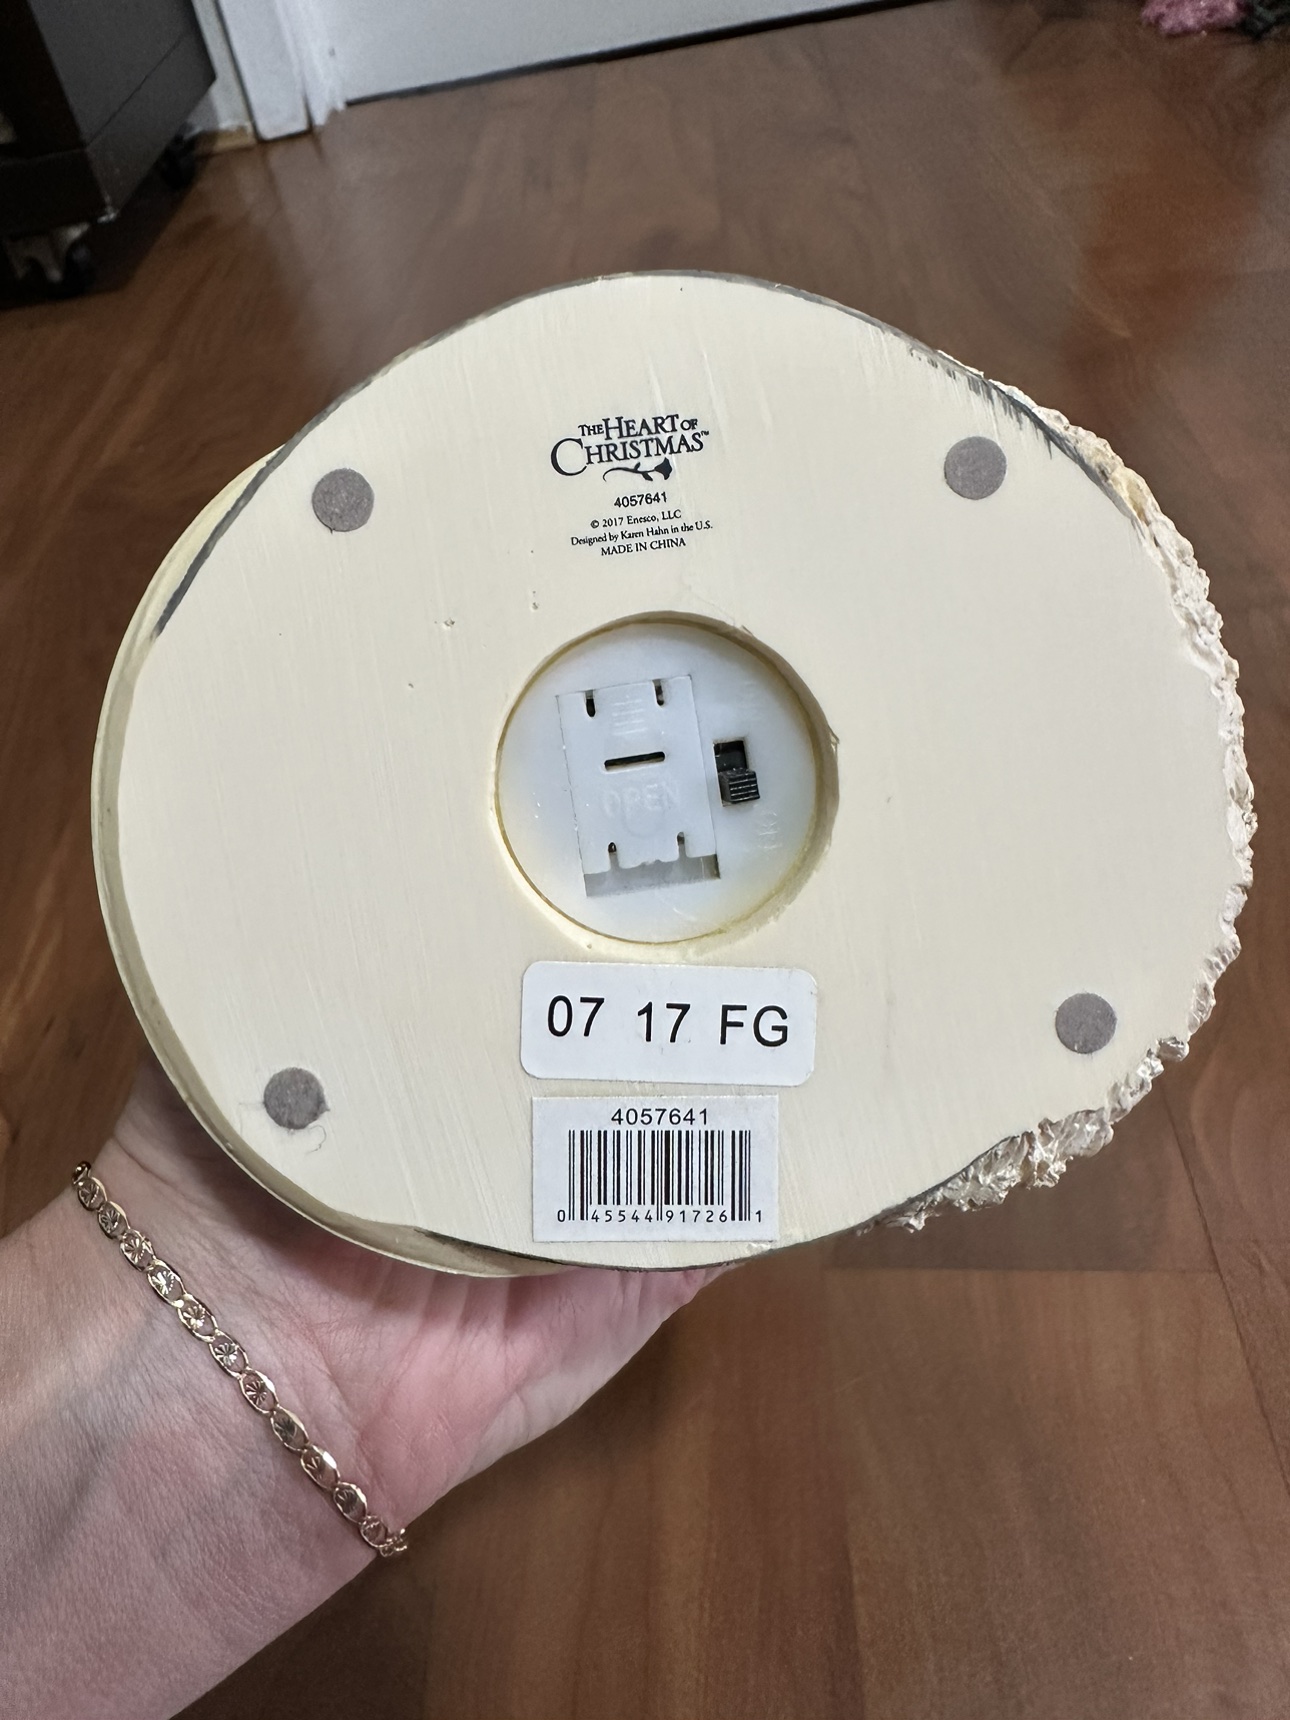 THE HEART OF
CHRISTMAS™
4057641
© 2017 Enesco, LLC
Designed by Karen Hahn in the U.S.
MADE IN CHINA
OPEN
07 17 FG
4057641
0 45544 91726 1